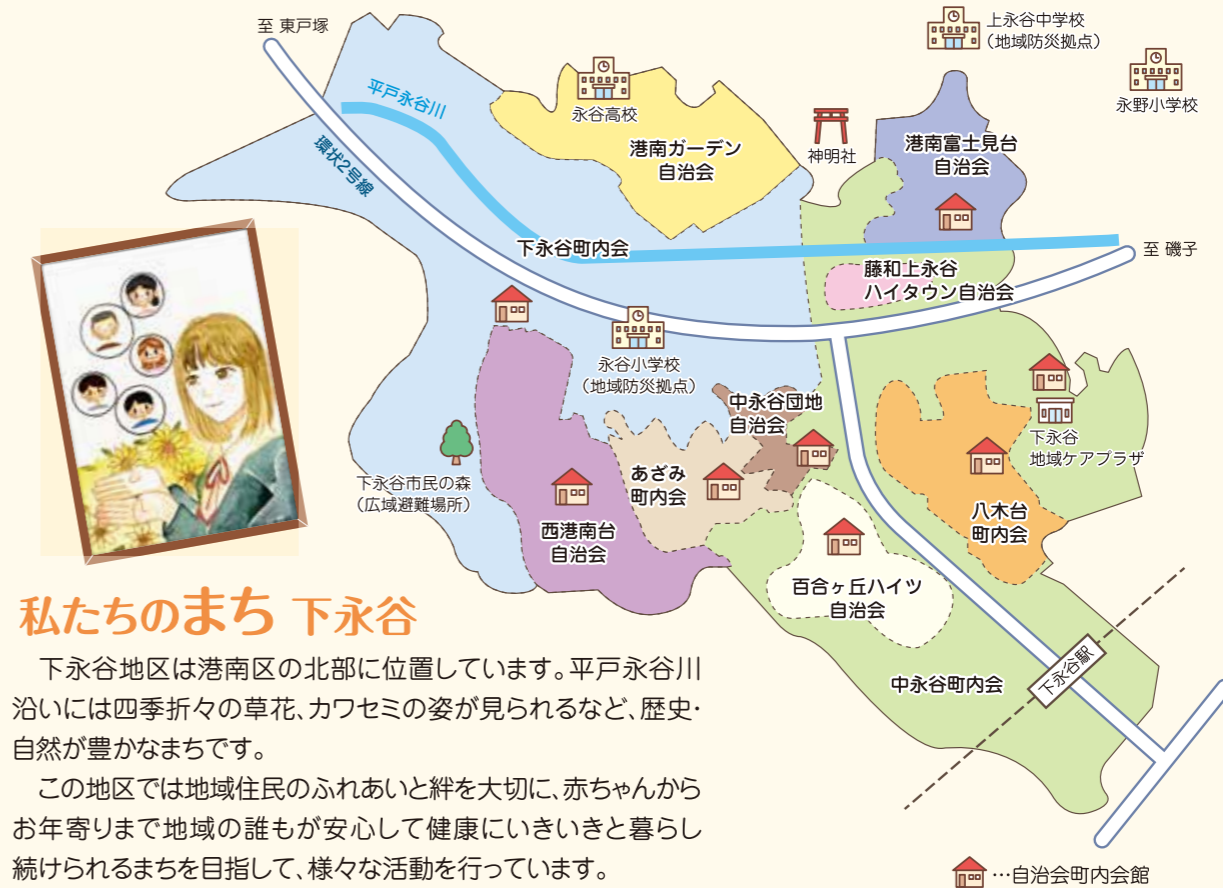 至 東戸塚
上永谷中学校
（地域防災拠点）
永野小学校
平戸永谷川
永谷高校
環状2号線
港南ガーデン
自治会
神明社
港南富士見台
自治会
下永谷町内会
至 磯子
藤和上永谷
ハイタウン自治会
永谷小学校
（地域防災拠点）
中永谷団地
自治会
下永谷
地域ケアプラザ
下永谷市民の森
（広域避難場所）
あざみ
町内会
西港南台
自治会
八木台
町内会
百合ヶ丘ハイツ
自治会
中永谷町内会
下永谷駅
私たちのまち 下永谷
　下永谷地区は港南区の北部に位置しています。平戸永谷川
沿いには四季折々の草花、カワセミの姿が見られるなど、歴史・
自然が豊かなまちです。
　この地区では地域住民のふれあいと絆を大切に、赤ちゃんから
お年寄りまで地域の誰もが安心して健康にいきいきと暮らし
続けられるまちを目指して、様々な活動を行っています。
…自治会町内会館